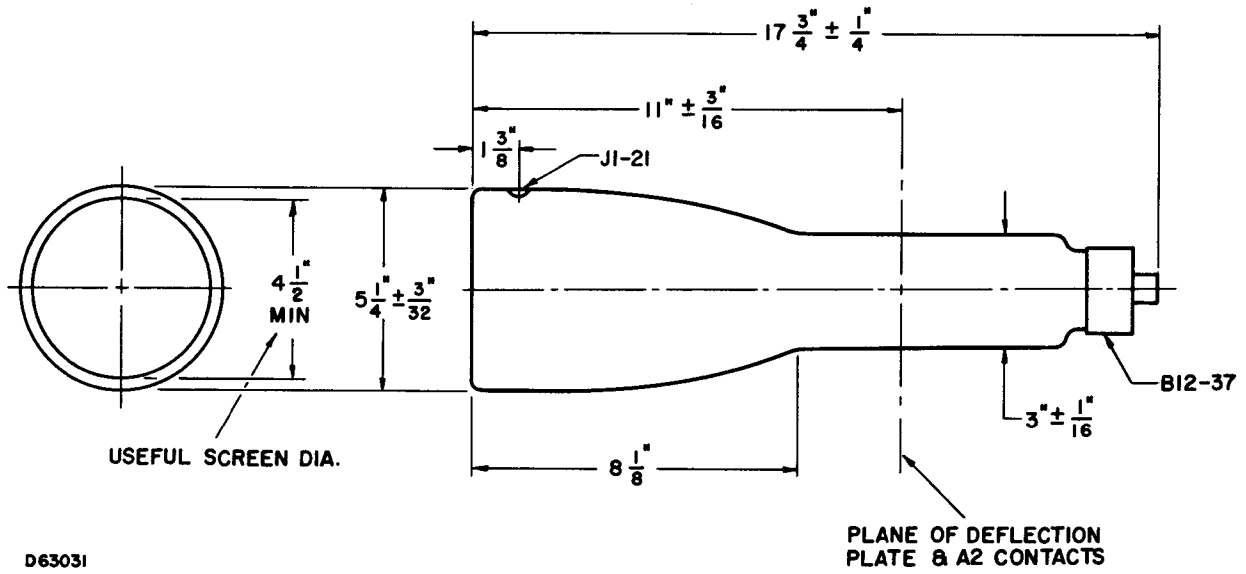 17 3/4" ± 1/4"
11" ± 3/16"
1 3/8"
J1-21
4 1/2"
MIN
5 1/4" ± 3/32"
B12-37
3" ± 1/16"
USEFUL SCREEN DIA.
8 1/8"
PLANE OF DEFLECTION
PLATE & A2 CONTACTS
D63031